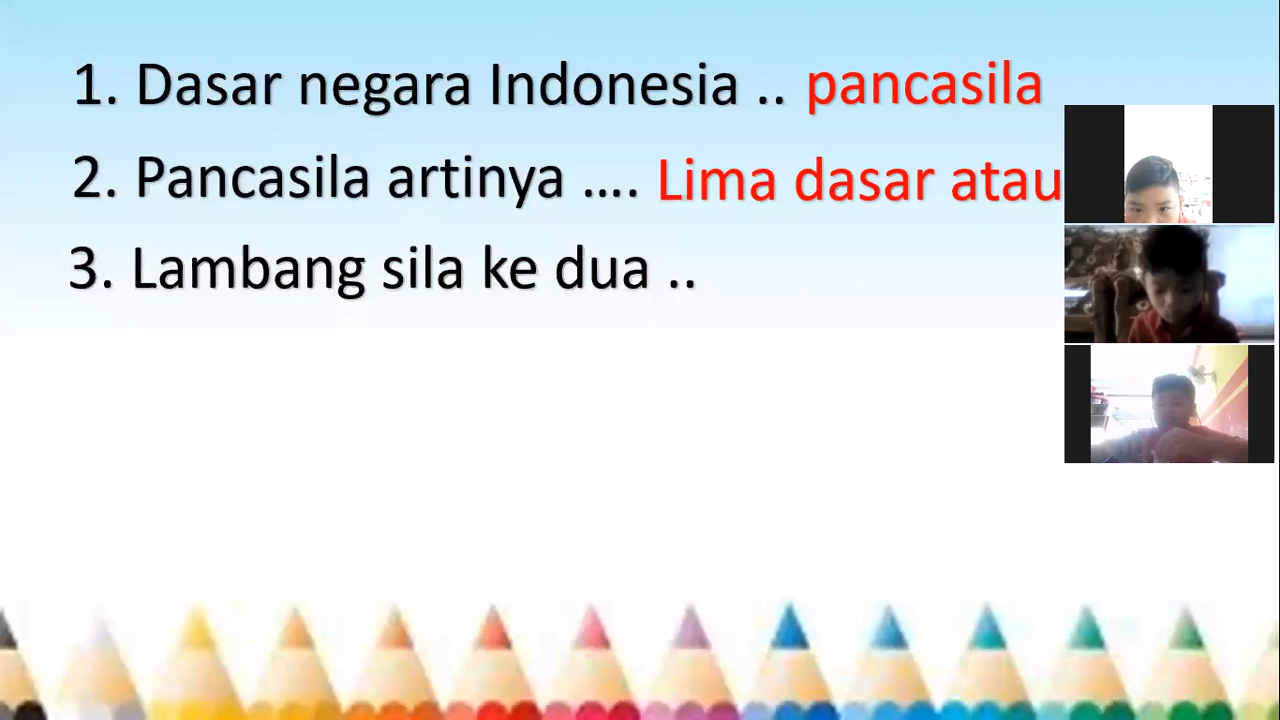 1. Dasar negara Indonesia .. pancasila
2. Pancasila artinya .... Lima dasar atau
3. Lambang sila ke dua ..